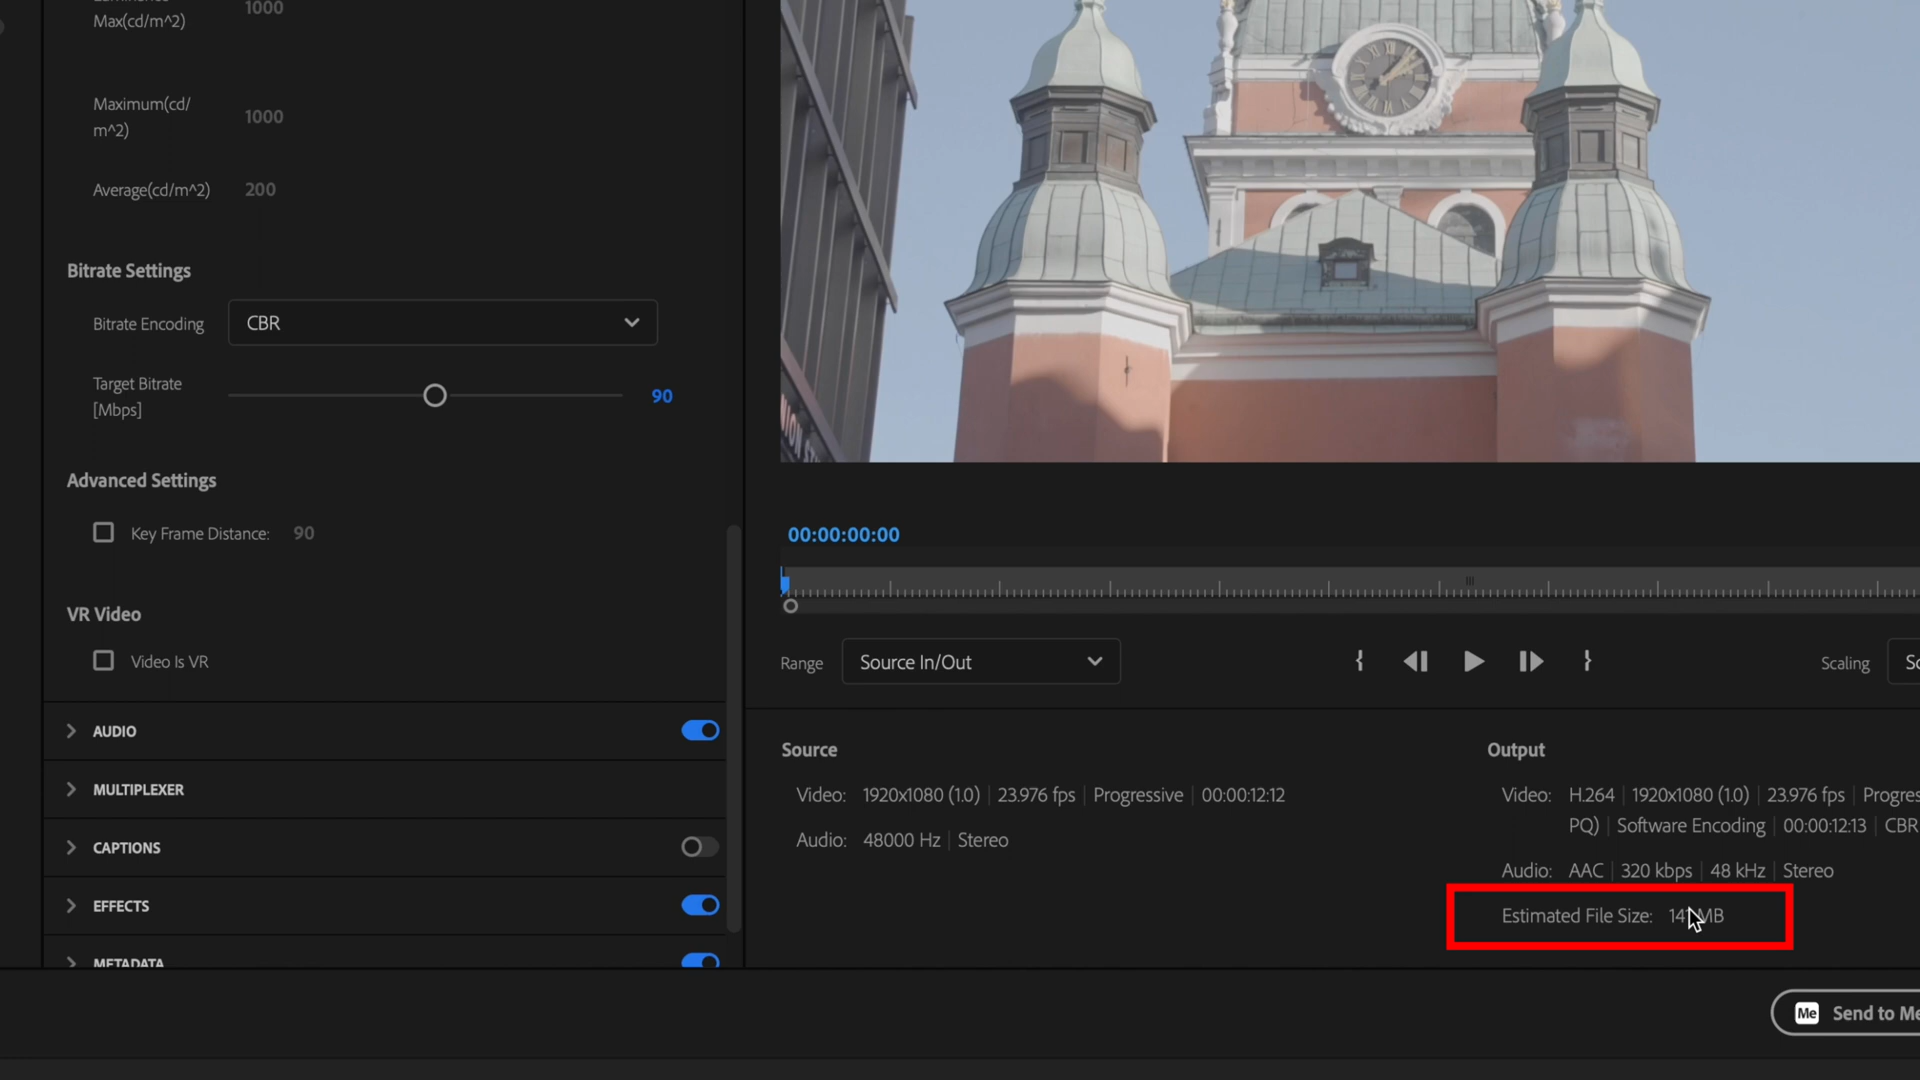 Max(cd/m^2)
1000
Maximum(cd/
m^2)
1000
Average(cd/m^2)
200
Bitrate Settings
Bitrate Encoding
CBR
Target Bitrate
[Mbps]
90
Advanced Settings
Key Frame Distance:
90
VR Video
Video Is VR
AUDIO
MULTIPLEXER
CAPTIONS
EFFECTS
METADATA
00:00:00:00
Range
Source In/Out
Scaling
Source
Video: 1920x1080 (1.0) | 23.976 fps | Progressive | 00:00:12:12
Audio: 48000 Hz | Stereo
Output
Video: H.264 | 1920x1080 (1.0) | 23.976 fps | Progres
PQ) | Software Encoding | 00:00:12:13 | CBR
Audio: AAC | 320 kbps | 48 kHz | Stereo
Estimated File Size: MB
Me Send to Me